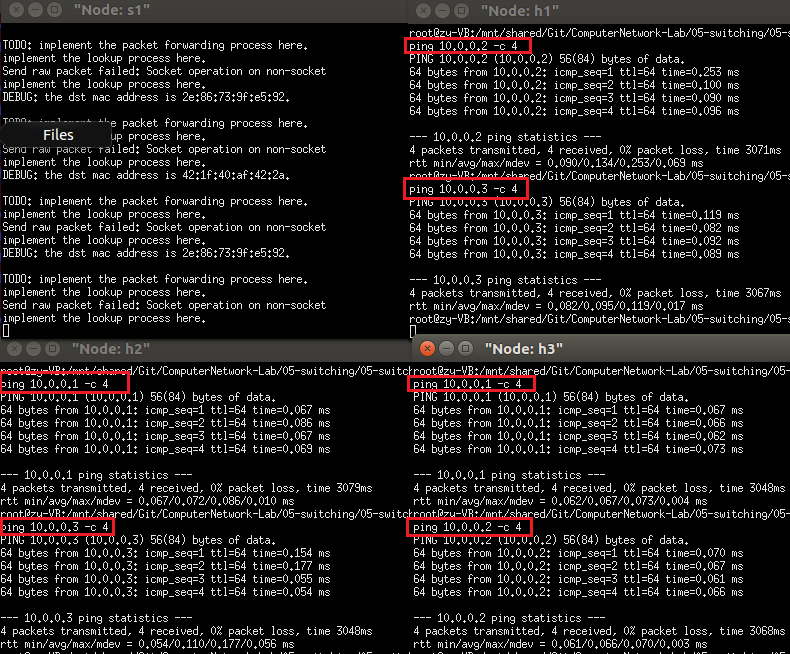 "Node: s1"
TODO: implement the packet forwarding process here.
implement the lookup process here.
Send raw packet failed: Socket operation on non-socket
implement the lookup process here.
DEBUG: the dst mac address is 2e:86:73:9f:e5:92.
TODO: implement the packet forwarding process here.
Files
up process here.
Send raw packet failed: Socket operation on non-socket
implement the lookup process here.
DEBUG: the dst mac address is 42:1f:40:af:42:2a.
TODO: implement the packet forwarding process here.
implement the lookup process here.
Send raw packet failed: Socket operation on non-socket
implement the lookup process here.
DEBUG: the dst mac address is 2e:86:73:9f:e5:92.
TODO: implement the packet forwarding process here.
implement the lookup process here.
Send raw packet failed: Socket operation on non-socket
implement the lookup process here.
"Node: h1"
root@zy-VB:/mnt/shared/Git/ComputerNetwork-Lab/05-switching/05-s
ping 10.0.0.2 -c 4
PING 10.0.0.2 (10.0.0.2) 56(84) bytes of data.
64 bytes from 10.0.0.2: icmp_seq=1 ttl=64 time=0.253 ms
64 bytes from 10.0.0.2: icmp_seq=2 ttl=64 time=0.100 ms
64 bytes from 10.0.0.2: icmp_seq=3 ttl=64 time=0.090 ms
64 bytes from 10.0.0.2: icmp_seq=4 ttl=64 time=0.096 ms
--- 10.0.0.2 ping statistics ---
4 packets transmitted, 4 received, 0% packet loss, time 3071ms
rtt min/avg/max/mdev = 0.090/0.134/0.253/0.069 ms
root@zy-VB:/mnt/shared/Git/ComputerNetwork-Lab/05-switching/05-s
ping 10.0.0.3 -c 4
PING 10.0.0.3 (10.0.0.3) 56(84) bytes of data.
64 bytes from 10.0.0.3: icmp_seq=1 ttl=64 time=0.119 ms
64 bytes from 10.0.0.3: icmp_seq=2 ttl=64 time=0.082 ms
64 bytes from 10.0.0.3: icmp_seq=3 ttl=64 time=0.092 ms
64 bytes from 10.0.0.3: icmp_seq=4 ttl=64 time=0.089 ms
--- 10.0.0.3 ping statistics ---
4 packets transmitted, 4 received, 0% packet loss, time 3067ms
rtt min/avg/max/mdev = 0.082/0.095/0.119/0.017 ms
root@zy-VB:/mnt/shared/Git/ComputerNetwork-Lab/05-switching/05-s
"Node: h2"
root@zy-VB:/mnt/shared/Git/ComputerNetwork-Lab/05-switching/05-swit
ping 10.0.0.1 -c 4
PING 10.0.0.1 (10.0.0.1) 56(84) bytes of data.
64 bytes from 10.0.0.1: icmp_seq=1 ttl=64 time=0.067 ms
64 bytes from 10.0.0.1: icmp_seq=2 ttl=64 time=0.086 ms
64 bytes from 10.0.0.1: icmp_seq=3 ttl=64 time=0.067 ms
64 bytes from 10.0.0.1: icmp_seq=4 ttl=64 time=0.069 ms
--- 10.0.0.1 ping statistics ---
4 packets transmitted, 4 received, 0% packet loss, time 3079ms
rtt min/avg/max/mdev = 0.067/0.072/0.086/0.010 ms
root@zy-VB:/mnt/shared/Git/ComputerNetwork-Lab/05-switching/05-swit
ping 10.0.0.3 -c 4
PING 10.0.0.3 (10.0.0.3) 56(84) bytes of data.
64 bytes from 10.0.0.3: icmp_seq=1 ttl=64 time=0.154 ms
64 bytes from 10.0.0.3: icmp_seq=2 ttl=64 time=0.177 ms
64 bytes from 10.0.0.3: icmp_seq=3 ttl=64 time=0.055 ms
64 bytes from 10.0.0.3: icmp_seq=4 ttl=64 time=0.054 ms
--- 10.0.0.3 ping statistics ---
4 packets transmitted, 4 received, 0% packet loss, time 3048ms
rtt min/avg/max/mdev = 0.054/0.110/0.177/0.056 ms
"Node: h3"
root@zy-VB:/mnt/shared/Git/ComputerNetwork-Lab/05-switching/05-s
ping 10.0.0.1 -c 4
PING 10.0.0.1 (10.0.0.1) 56(84) bytes of data.
64 bytes from 10.0.0.1: icmp_seq=1 ttl=64 time=0.067 ms
64 bytes from 10.0.0.1: icmp_seq=2 ttl=64 time=0.066 ms
64 bytes from 10.0.0.1: icmp_seq=3 ttl=64 time=0.062 ms
64 bytes from 10.0.0.1: icmp_seq=4 ttl=64 time=0.073 ms
--- 10.0.0.1 ping statistics ---
4 packets transmitted, 4 received, 0% packet loss, time 3048ms
rtt min/avg/max/mdev = 0.062/0.067/0.073/0.004 ms
root@zy-VB:/mnt/shared/Git/ComputerNetwork-Lab/05-switching/05-s
ping 10.0.0.2 -c 4
PING 10.0.0.2 (10.0.0.2) 56(84) bytes of data.
64 bytes from 10.0.0.2: icmp_seq=1 ttl=64 time=0.070 ms
64 bytes from 10.0.0.2: icmp_seq=2 ttl=64 time=0.067 ms
64 bytes from 10.0.0.2: icmp_seq=3 ttl=64 time=0.061 ms
64 bytes from 10.0.0.2: icmp_seq=4 ttl=64 time=0.066 ms
--- 10.0.0.2 ping statistics ---
4 packets transmitted, 4 received, 0% packet loss, time 3068ms
rtt min/avg/max/mdev = 0.061/0.066/0.070/0.003 ms